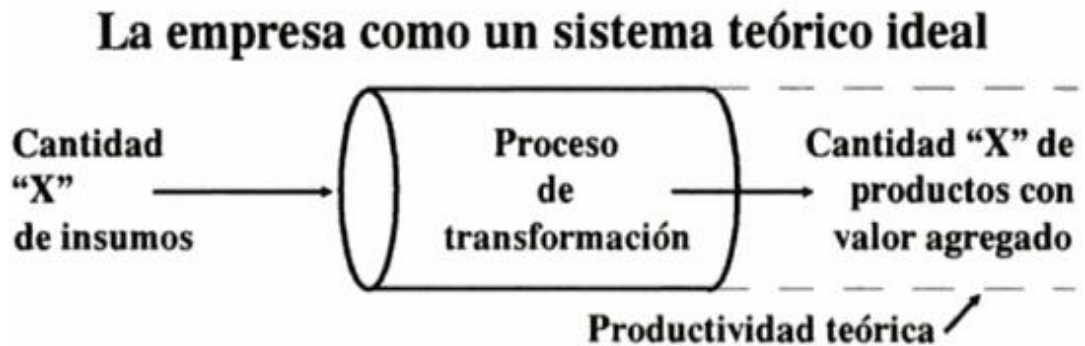 La empresa como un sistema teórico ideal
Cantidad
“X”
de insumos
Proceso
de
transformación
Cantidad “X” de
productos con
valor agregado
Productividad teórica